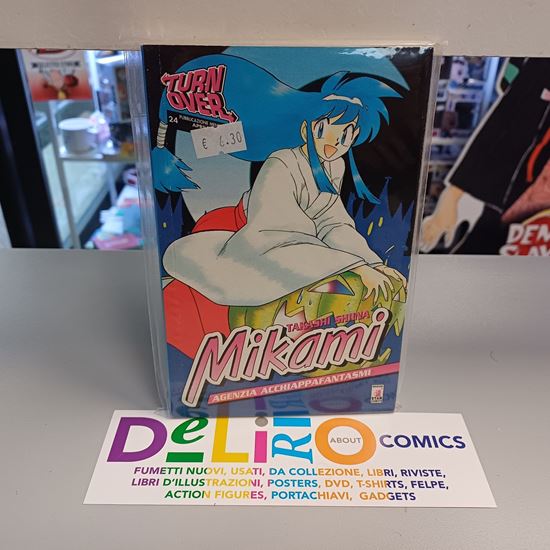 TURN
OVER
24 PUBBLICAZIONE
€ 6.30
TAKASHI SHIINA
Mikami
AGENZIA ACCHIAPPAFANTASMI
DeLiRiO ABOUT COMICS
FUMETTI NUOVI, USATI, DA COLLEZIONE, LIBRI, RIVISTE,
LIBRI D'ILLUSTRAZIONI, POSTERS, DVD, T-SHIRTS, FELPE,
ACTION FIGURES, PORTACHIAVI, GADGETS